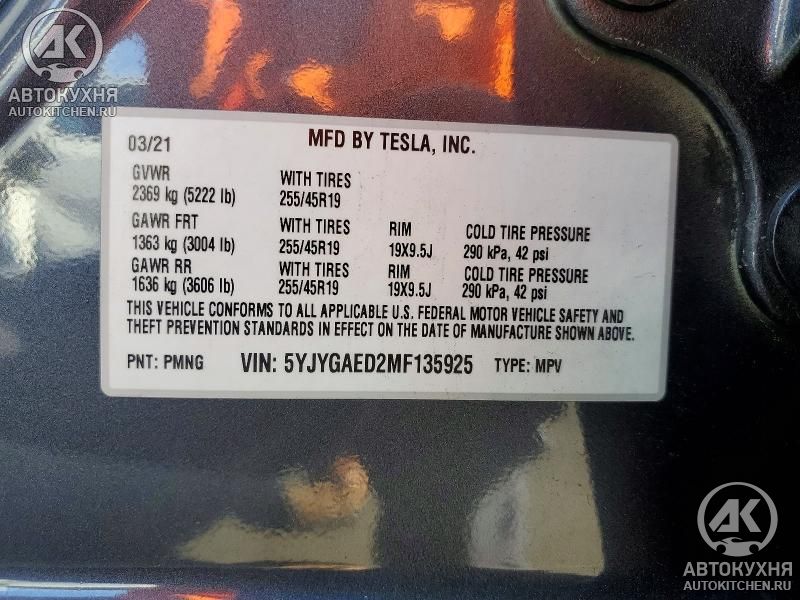 АК
АВТОКУХНЯ
AUTOKITCHEN.RU
03/21 MFD BY TESLA, INC.
GVWR WITH TIRES
2369 kg (5222 lb) 255/45R19
GAWR FRT WITH TIRES RIM COLD TIRE PRESSURE
1363 kg (3004 lb) 255/45R19 19X9.5J 290 kPa, 42 psi
GAWR RR WITH TIRES RIM COLD TIRE PRESSURE
1636 kg (3606 lb) 255/45R19 19X9.5J 290 kPa, 42 psi
THIS VEHICLE CONFORMS TO ALL APPLICABLE U.S. FEDERAL MOTOR VEHICLE SAFETY AND
THEFT PREVENTION STANDARDS IN EFFECT ON THE DATE OF MANUFACTURE SHOWN ABOVE.
PNT: PMNG VIN: 5YJYGAED2MF135925 TYPE: MPV
АК
АВТОКУХНЯ
AUTOKITCHEN.RU